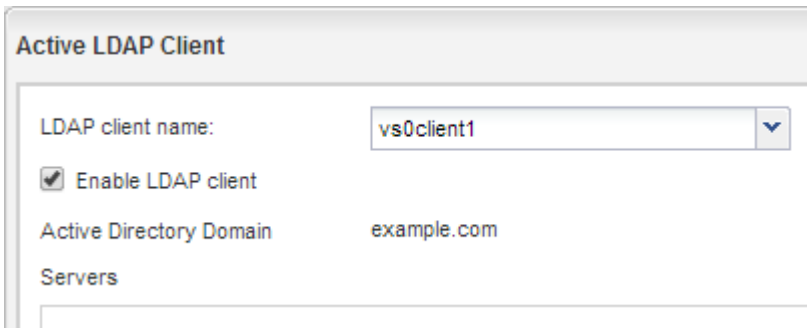 Active LDAP Client
LDAP client name: vs0client1
Enable LDAP client
Active Directory Domain example.com
Servers